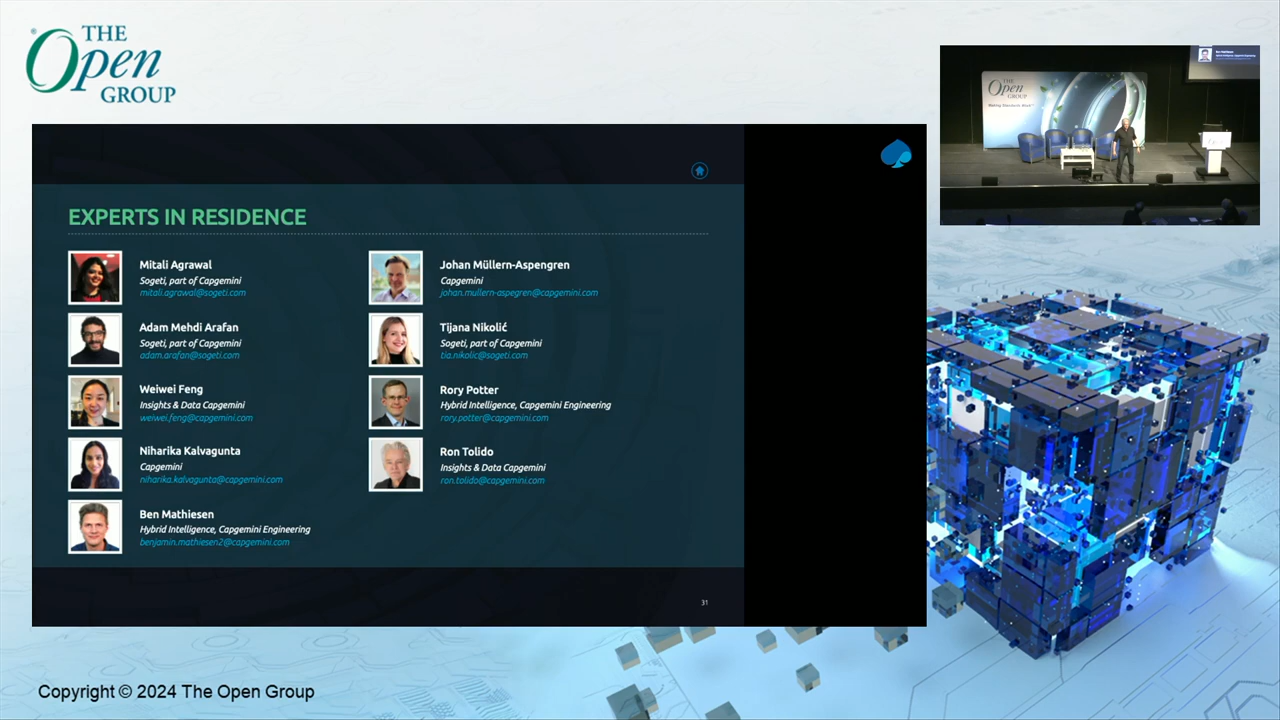 THE
Open
GROUP
EXPERTS IN RESIDENCE
Mitali Agrawal
Sogeti, part of Capgemini
mitali.agrawal@sogeti.com
Adam Mehdi Arafan
Sogeti, part of Capgemini
adam.arafan@sogeti.com
Weiwei Feng
Insights & Data Capgemini
weiwei.feng@capgemini.com
Niharika Kalvagunta
Capgemini
niharika.kalvagunta@capgemini.com
Ben Mathiesen
Hybrid Intelligence, Capgemini Engineering
benjamin.mathiesen2@capgemini.com
Johan Müllern-Aspengren
Capgemini
johan.mullern-aspegren@capgemini.com
Tijana Nikolić
Sogeti, part of Capgemini
tia.nikolic@sogeti.com
Rory Potter
Hybrid Intelligence, Capgemini Engineering
rory.potter@capgemini.com
Ron Tolido
Insights & Data Capgemini
ron.tolido@capgemini.com
31
THE
Open
GROUP
Copyright © 2024 The Open Group